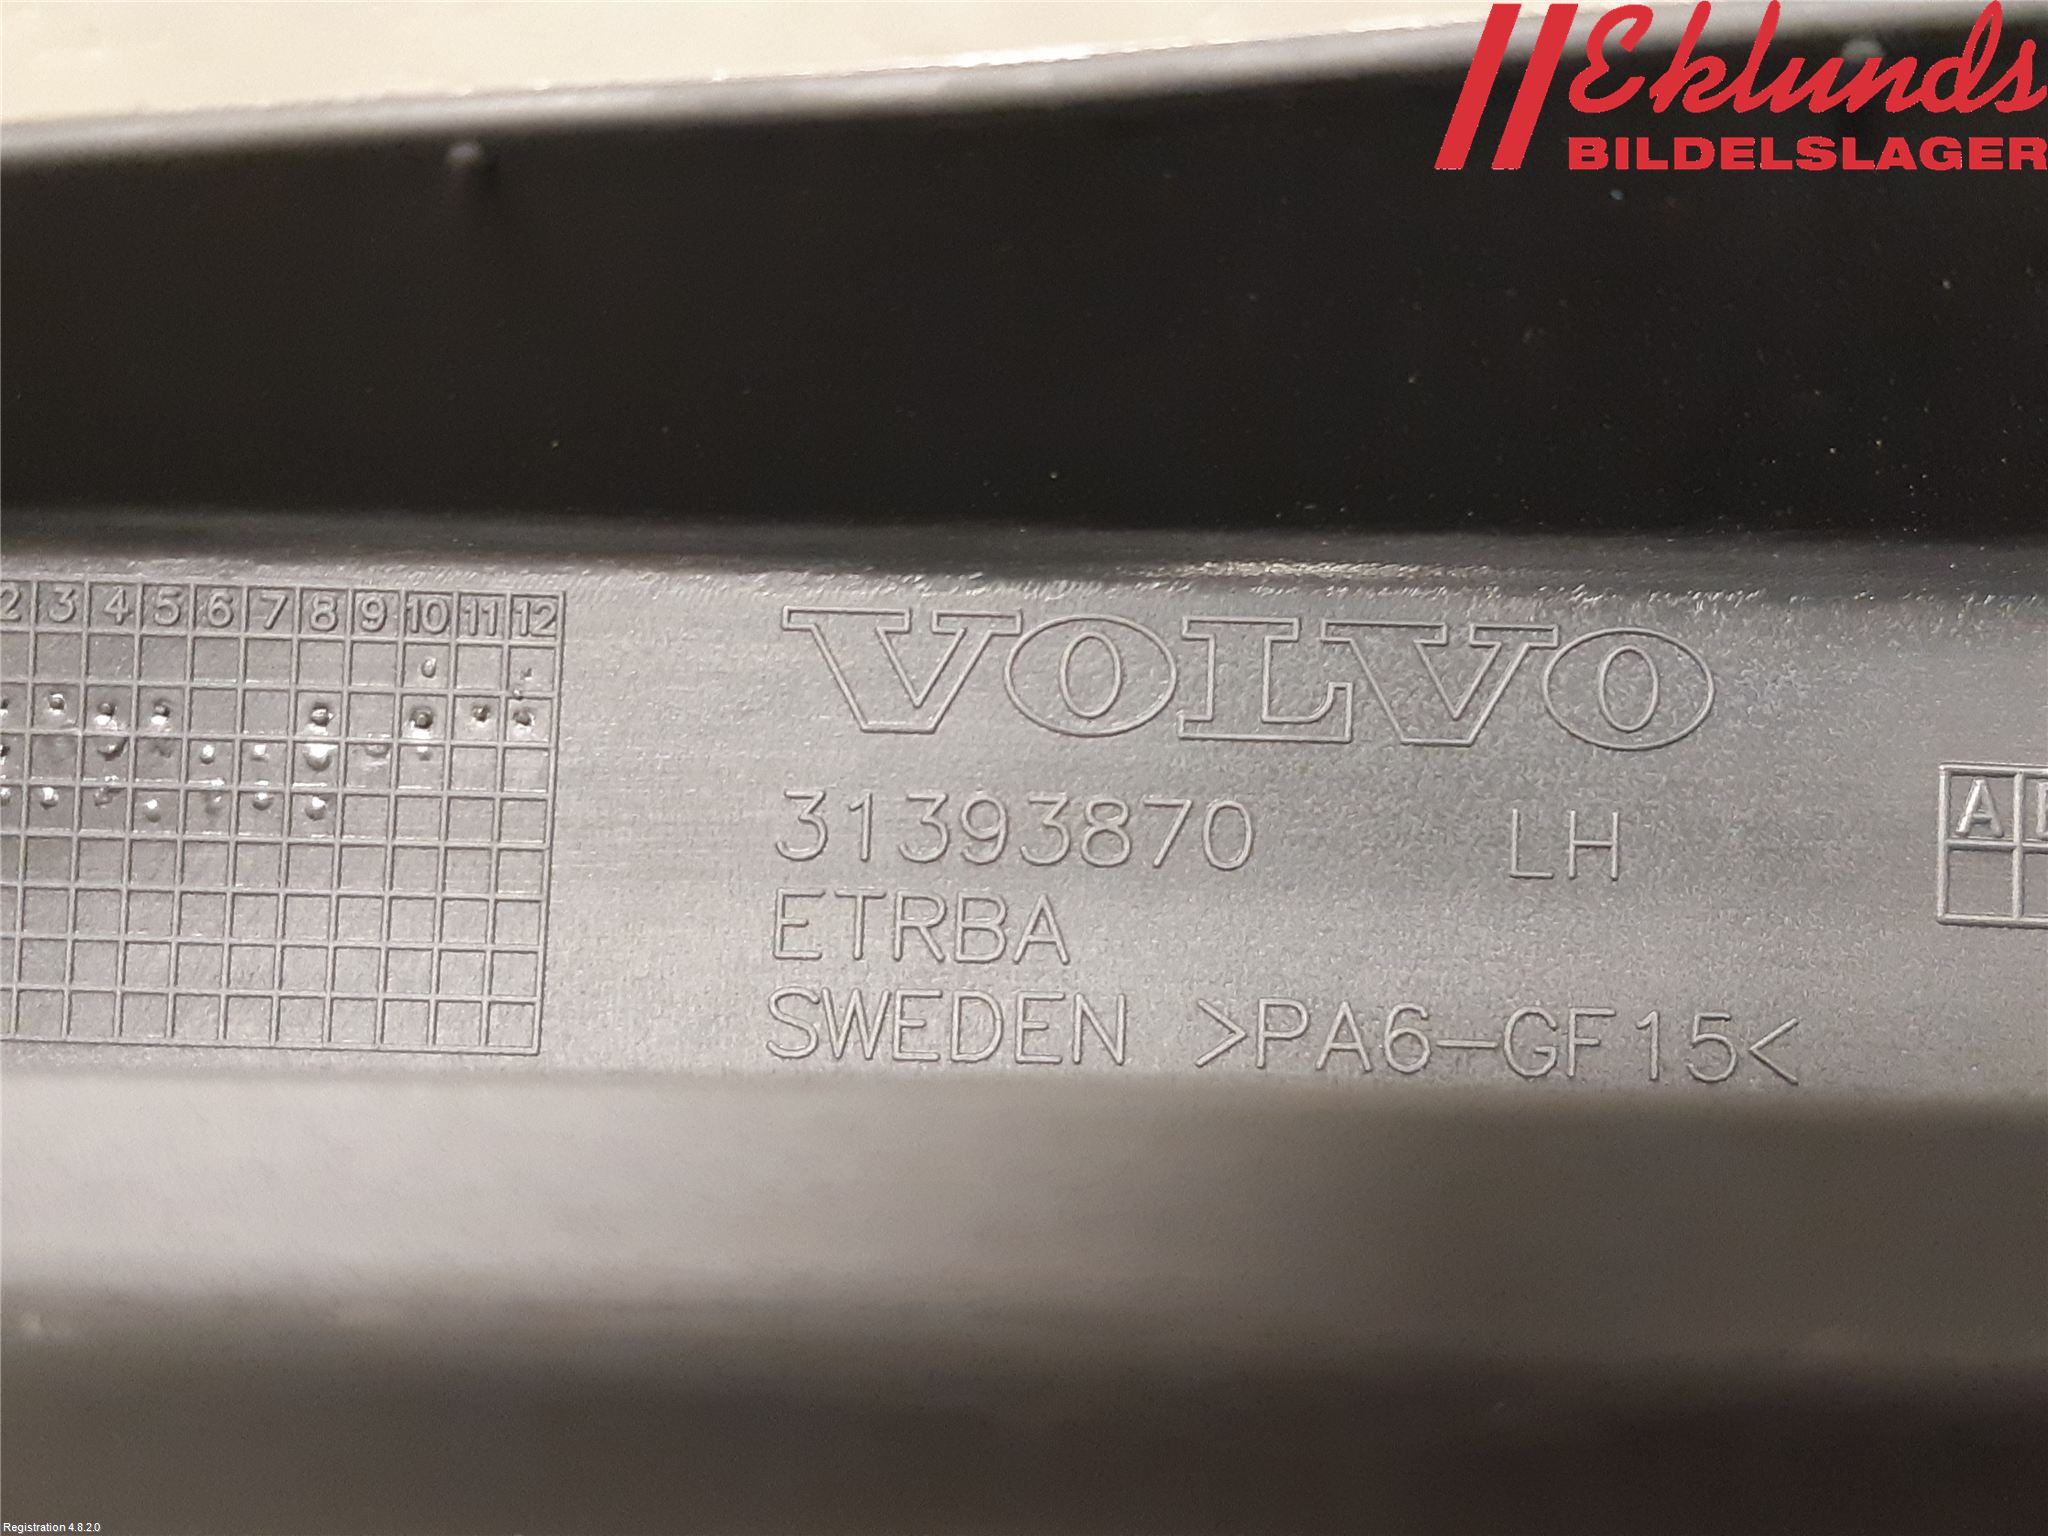 Eklunds
BILDELSLAGER
2 3 4 5 6 7 8 9 10 11 12
VOLVO
31393870 LH
A
ETRBA
SWEDEN >PA6-GF15<
Registration 4.8.2.0